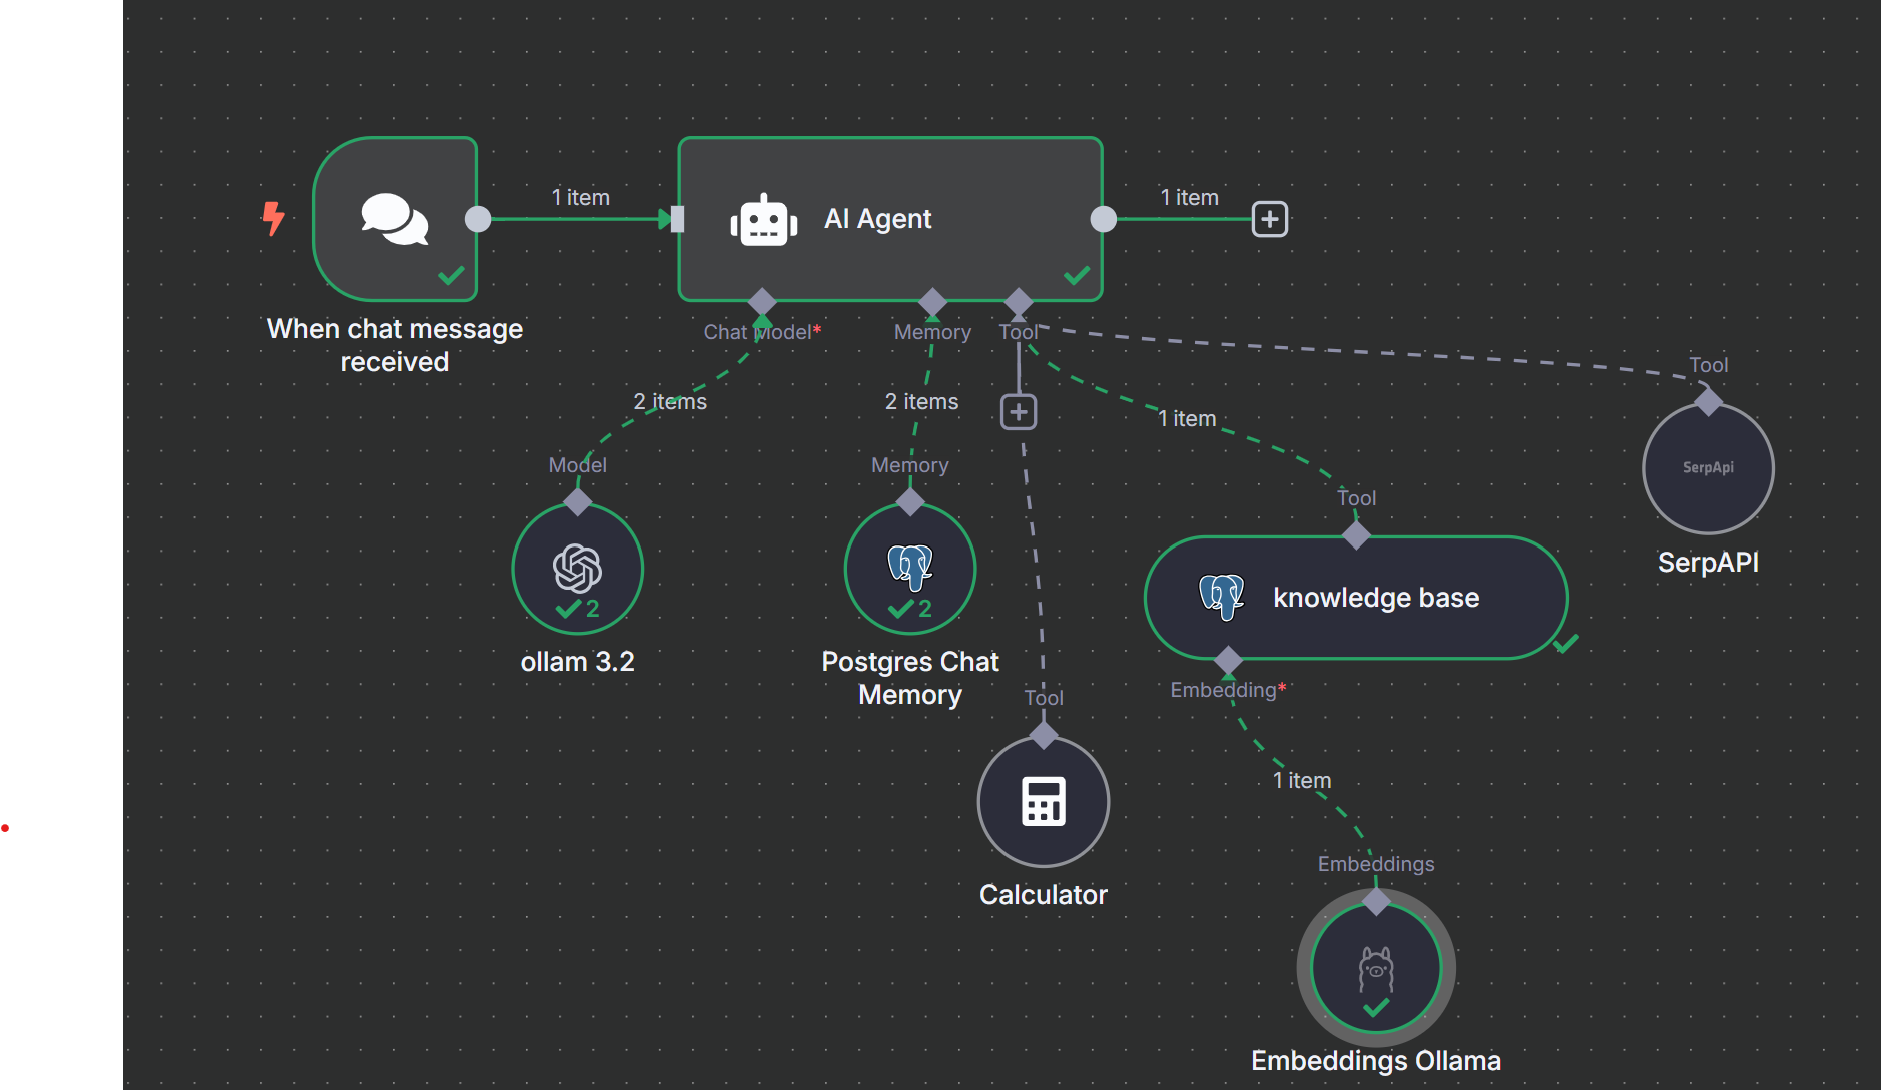 1 item
AI Agent
1 item
When chat message
received
Chat Model*
Memory
Tool
Tool
2 items
2 items
1 item
Model
Memory
Tool
SerpApi
SerpAPI
2
2
knowledge base
ollam 3.2
Postgres Chat
Memory
Embedding*
Tool
1 item
Calculator
Embeddings
Embeddings Ollama